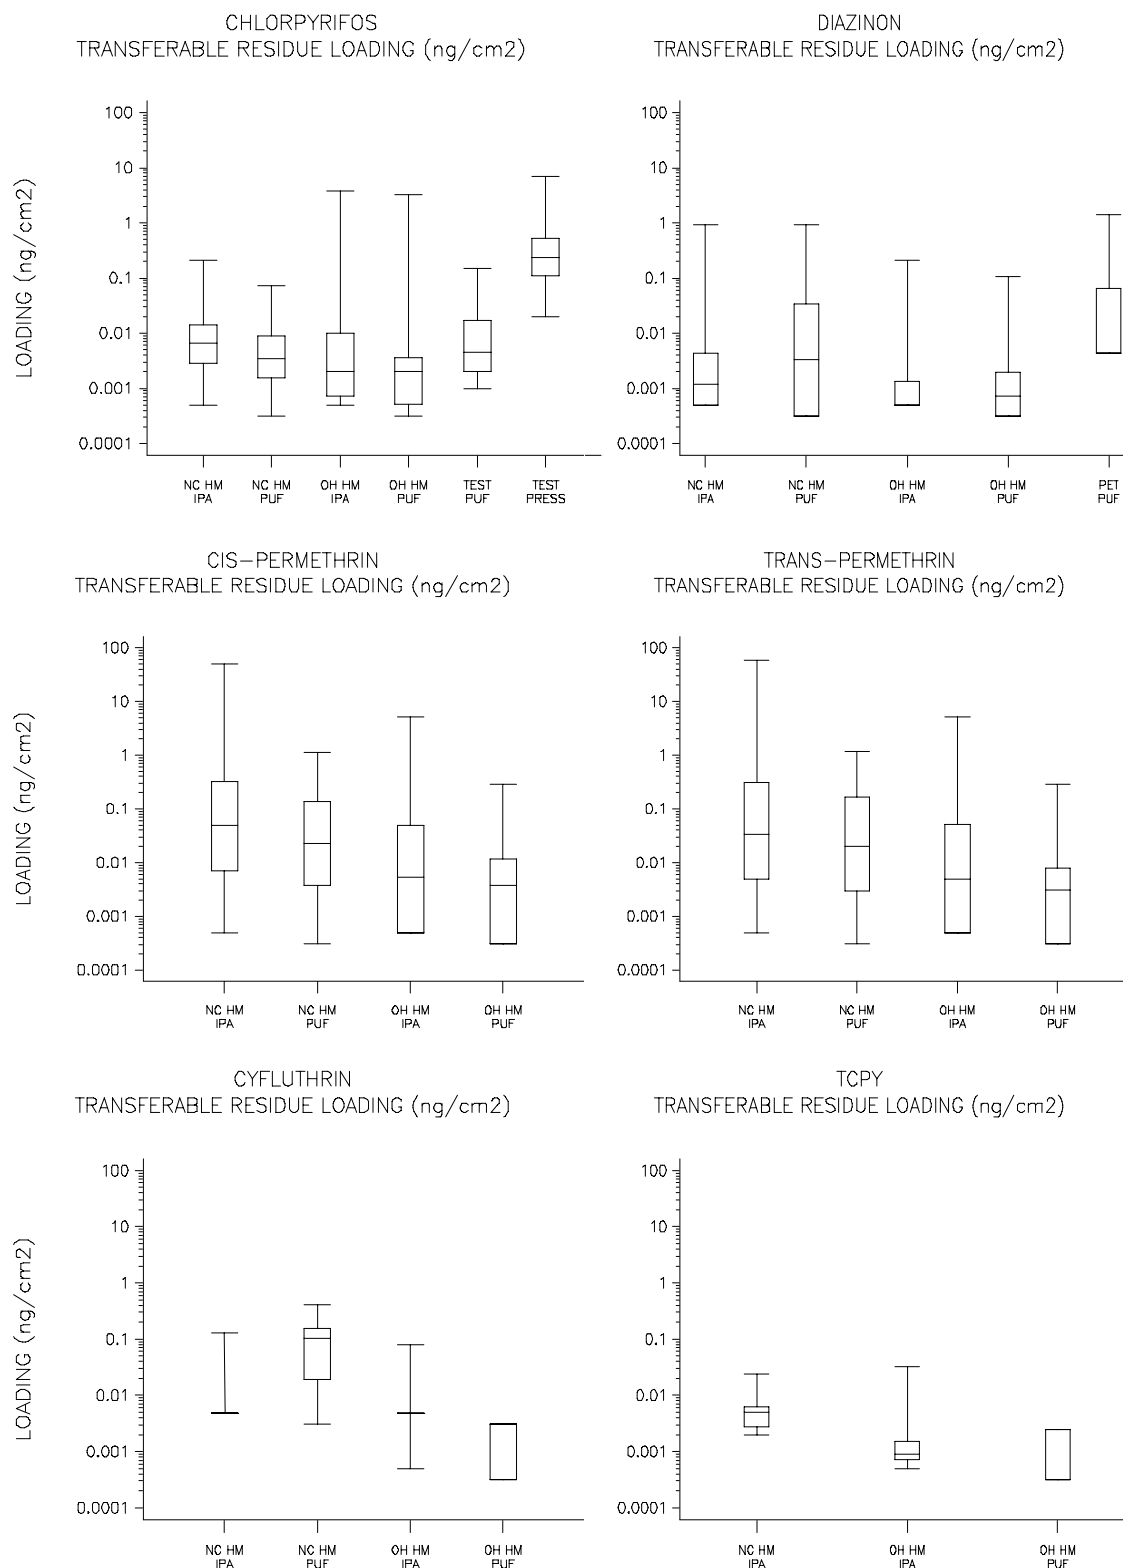 CHLORPYRIFOS
TRANSFERABLE RESIDUE LOADING (ng/cm2)
LOADING (ng/cm2)
100
10
1
0.1
0.01
0.001
0.0001
NC HM
IPA
NC HM
PUF
OH HM
IPA
OH HM
PUF
TEST
PUF
TEST
PRESS
DIAZINON
TRANSFERABLE RESIDUE LOADING (ng/cm2)
100
10
1
0.1
0.01
0.001
0.0001
NC HM
IPA
NC HM
PUF
OH HM
IPA
OH HM
PUF
PET
PUF
CIS-PERMETHRIN
TRANSFERABLE RESIDUE LOADING (ng/cm2)
LOADING (ng/cm2)
100
10
1
0.1
0.01
0.001
0.0001
NC HM
IPA
NC HM
PUF
OH HM
IPA
OH HM
PUF
TRANS-PERMETHRIN
TRANSFERABLE RESIDUE LOADING (ng/cm2)
100
10
1
0.1
0.01
0.001
0.0001
NC HM
IPA
NC HM
PUF
OH HM
IPA
OH HM
PUF
CYFLUTHRIN
TRANSFERABLE RESIDUE LOADING (ng/cm2)
LOADING (ng/cm2)
100
10
1
0.1
0.01
0.001
0.0001
NC HM
IPA
NC HM
PUF
OH HM
IPA
OH HM
PUF
TCPY
TRANSFERABLE RESIDUE LOADING (ng/cm2)
100
10
1
0.1
0.01
0.001
0.0001
NC HM
IPA
OH HM
IPA
OH HM
PUF